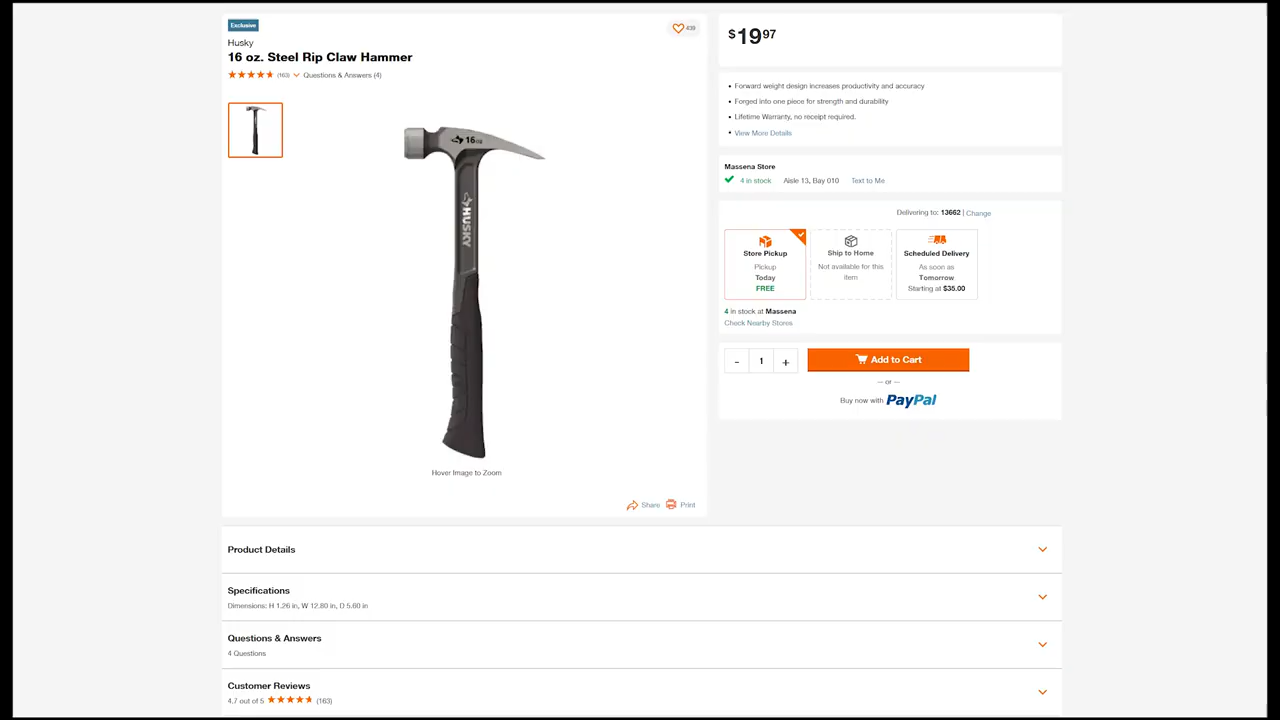 Exclusive
439
Husky
16 oz. Steel Rip Claw Hammer
(163) Questions & Answers (4)
16oz
HUSKY
Hover Image to Zoom
Share Print
$19.97
Forward weight design increases productivity and accuracy
Forged into one piece for strength and durability
Lifetime Warranty, no receipt required.
View More Details
Massena Store
4 in stock Aisle 13, Bay 010 Text to Me
Delivering to: 13662 | Change
Store Pickup
Pickup
Today
FREE
Ship to Home
Not available for this
item
Scheduled Delivery
As soon as
Tomorrow
Starting at $35.00
4 in stock at Massena
Check Nearby Stores
- 1 + Add to Cart
— or —
Buy now with PayPal
Product Details
Specifications
Dimensions: H 1.26 in, W 12.80 in, D 5.60 in
Questions & Answers
4 Questions
Customer Reviews
4.7 out of 5 (163)